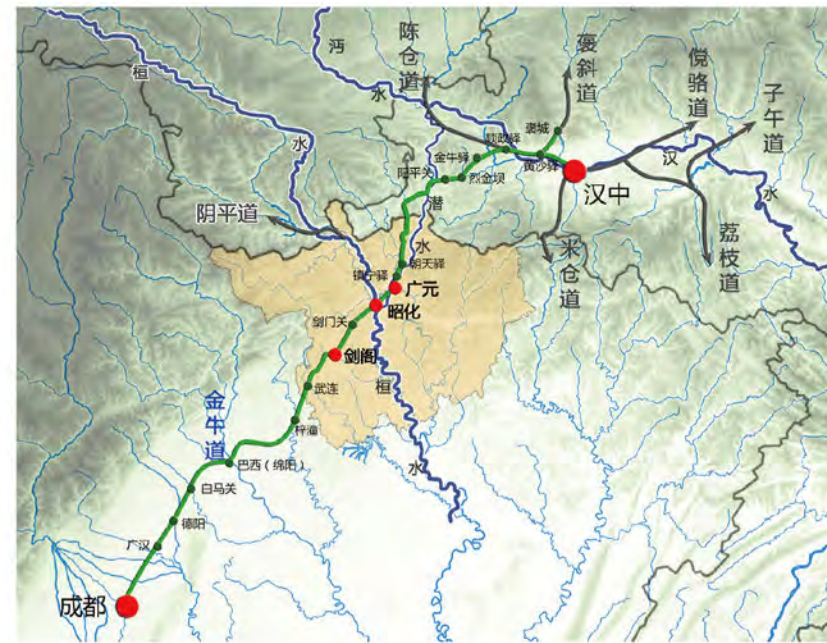 陈仓道
褒斜道
傥骆道
子午道
沔水
桓水
褒城
金牛驿
黄沙驿
汉水
阳平关
烈金坝
汉中
潜水
阴平道
米仓道
荔枝道
朝天驿
镇宁驿
广元
昭化
剑门关
剑阁
武连
桓水
金牛道
梓潼
巴西（绵阳）
白马关
德阳
广汉
成都